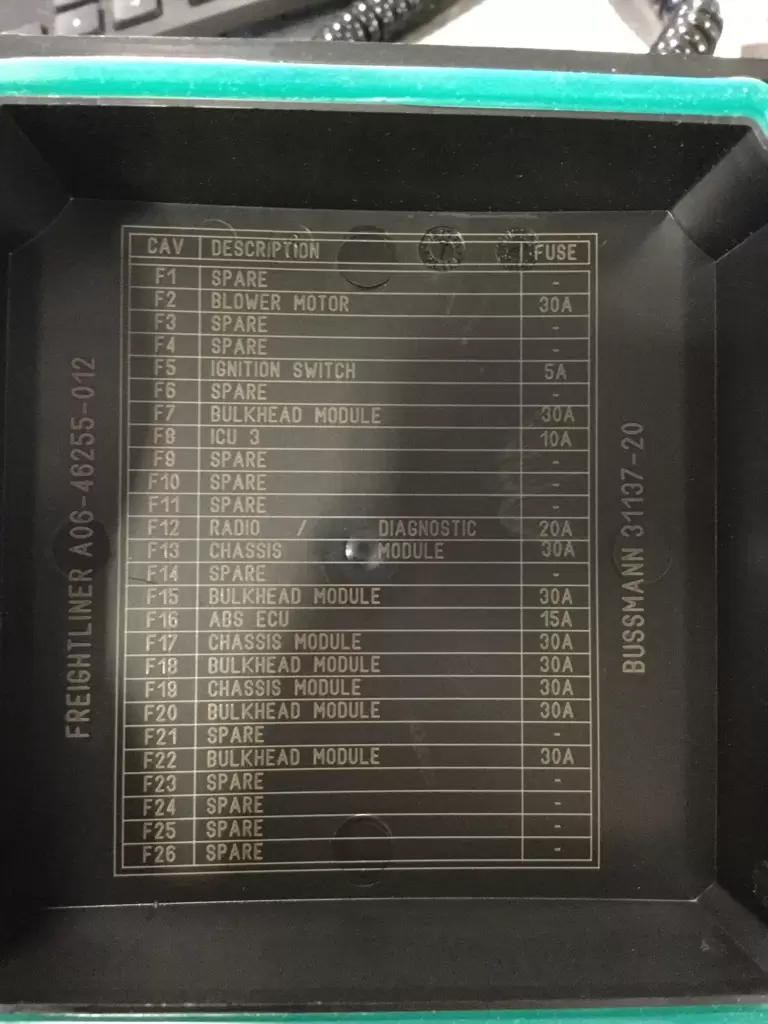 CAV DESCRIPTION FUSE
F1 SPARE -
F2 BLOWER MOTOR 30A
F3 SPARE -
F4 SPARE -
F5 IGNITION SWITCH 5A
F6 SPARE -
F7 BULKHEAD MODULE 30A
F8 ICU 3 10A
F9 SPARE -
F10 SPARE -
F11 SPARE -
F12 RADIO / DIAGNOSTIC 20A
F13 CHASSIS MODULE 30A
F14 SPARE -
F15 BULKHEAD MODULE 30A
F16 ABS ECU 15A
F17 CHASSIS MODULE 30A
F18 BULKHEAD MODULE 30A
F19 CHASSIS MODULE 30A
F20 BULKHEAD MODULE 30A
F21 SPARE -
F22 BULKHEAD MODULE 30A
F23 SPARE -
F24 SPARE -
F25 SPARE -
F26 SPARE -
FREIGHTLINER A06-46255-012
BUSSMANN 31137-20